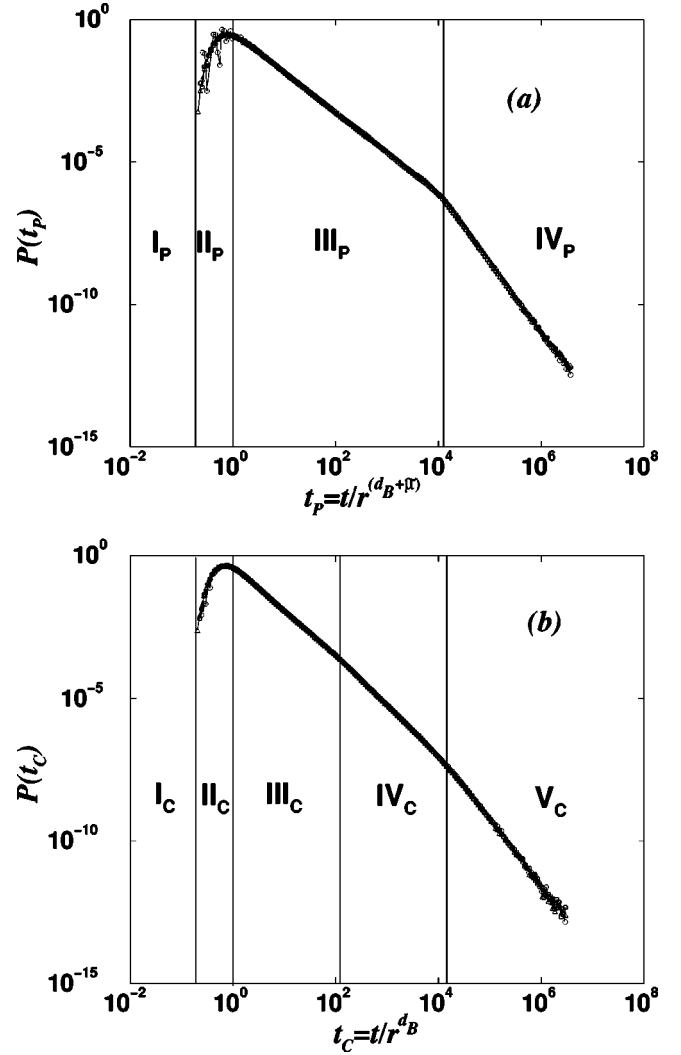 10^0
(a)
10^-5
P(t_P)
I_P II_P III_P IV_P
10^-10
10^-15
10^-2 10^0 10^2 10^4 10^6 10^8
10^0
(b)
10^-5
P(t_C)
I_C II_C III_C IV_C V_C
10^-10
10^-15
10^-2 10^0 10^2 10^4 10^6 10^8
t_C=t/r^d_B